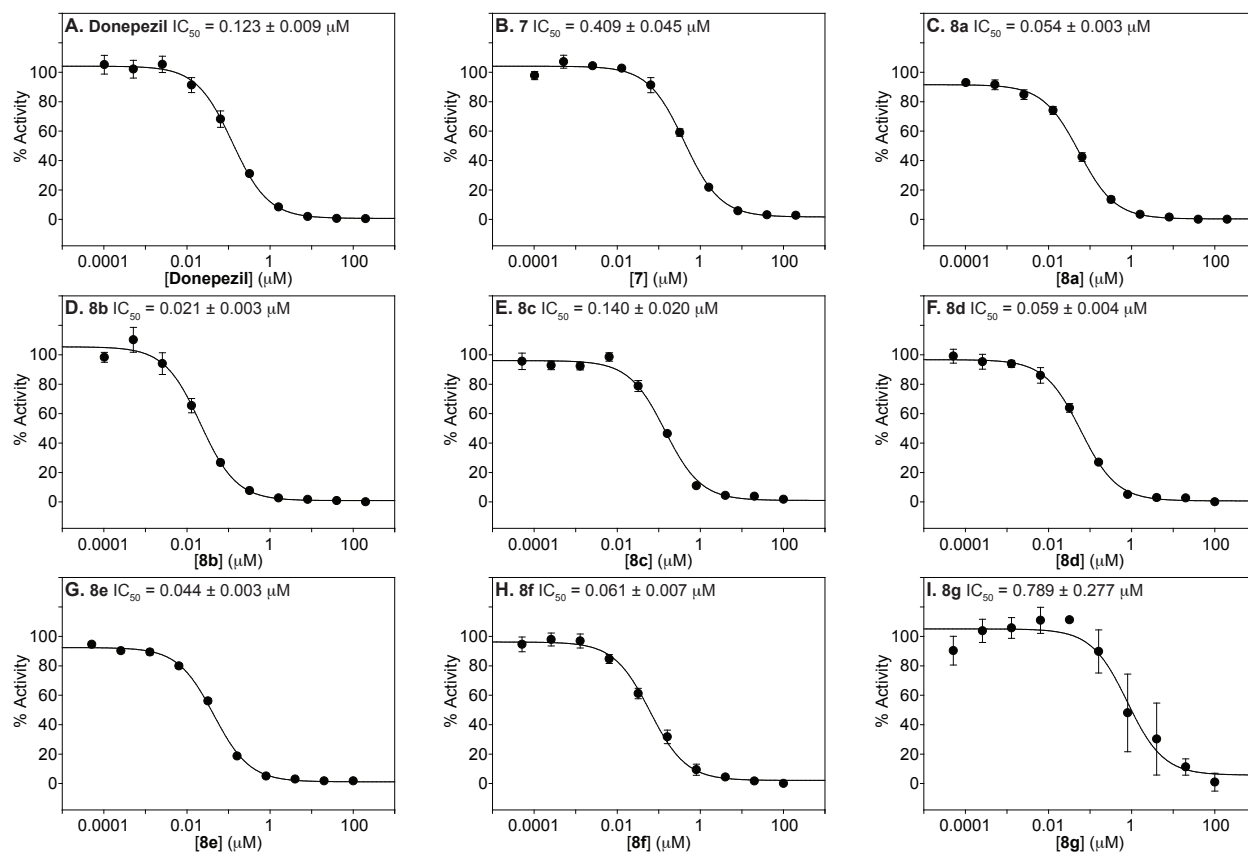 A. Donepezil IC50 = 0.123 ± 0.009 μM
% Activity
100
80
60
40
20
0
0.0001 0.01 1 100
[Donepezil] (μM)
B. 7 IC50 = 0.409 ± 0.045 μM
% Activity
100
80
60
40
20
0
0.0001 0.01 1 100
[7] (μM)
C. 8a IC50 = 0.054 ± 0.003 μM
% Activity
100
80
60
40
20
0
0.0001 0.01 1 100
[8a] (μM)
D. 8b IC50 = 0.021 ± 0.003 μM
% Activity
100
80
60
40
20
0
0.0001 0.01 1 100
[8b] (μM)
E. 8c IC50 = 0.140 ± 0.020 μM
% Activity
100
80
60
40
20
0
0.0001 0.01 1 100
[8c] (μM)
F. 8d IC50 = 0.059 ± 0.004 μM
% Activity
100
80
60
40
20
0
0.0001 0.01 1 100
[8d] (μM)
G. 8e IC50 = 0.044 ± 0.003 μM
% Activity
100
80
60
40
20
0
0.0001 0.01 1 100
[8e] (μM)
H. 8f IC50 = 0.061 ± 0.007 μM
% Activity
100
80
60
40
20
0
0.0001 0.01 1 100
[8f] (μM)
I. 8g IC50 = 0.789 ± 0.277 μM
% Activity
100
80
60
40
20
0
0.0001 0.01 1 100
[8g] (μM)